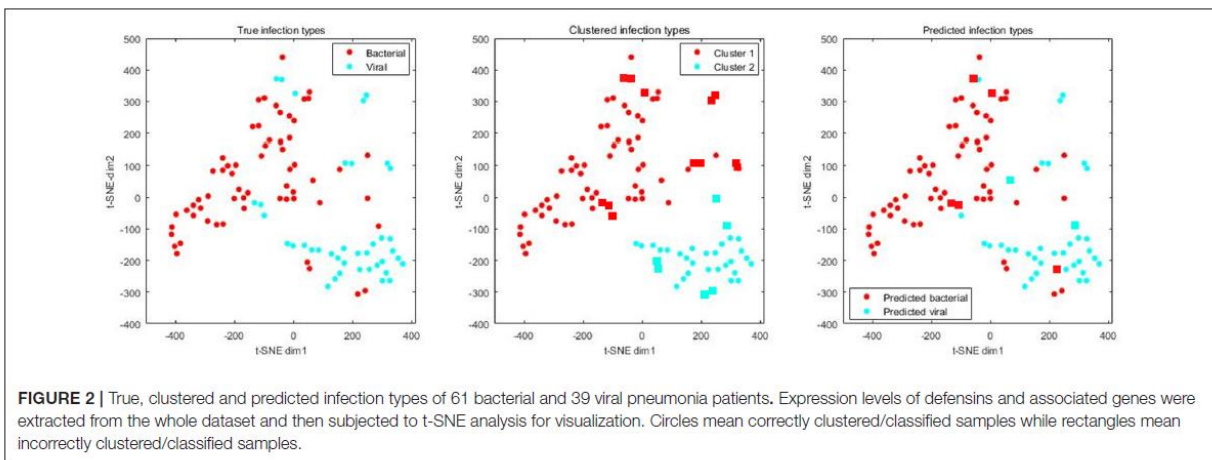 True infection types
Bacterial
Viral
500
400
300
200
100
0
-100
-200
-300
-400
-400
-200
0
200
400
t-SNE-dim2
t-SNE dim1
Clustered infection types
Cluster 1
Cluster 2
500
400
300
200
100
0
-100
-200
-300
-400
-400
-200
0
200
400
t-SNE dim2
t-SNE dim1
Predicted infection types
500
400
300
200
100
0
-100
-200
-300
-400
Predicted bacterial
Predicted viral
-400
-200
0
200
400
t-SNE dim2
t-SNE dim1
FIGURE 2 | True, clustered and predicted infection types of 61 bacterial and 39 viral pneumonia patients. Expression levels of defensins and associated genes were
extracted from the whole dataset and then subjected to t-SNE analysis for visualization. Circles mean correctly clustered/classified samples while rectangles mean
incorrectly clustered/classified samples.